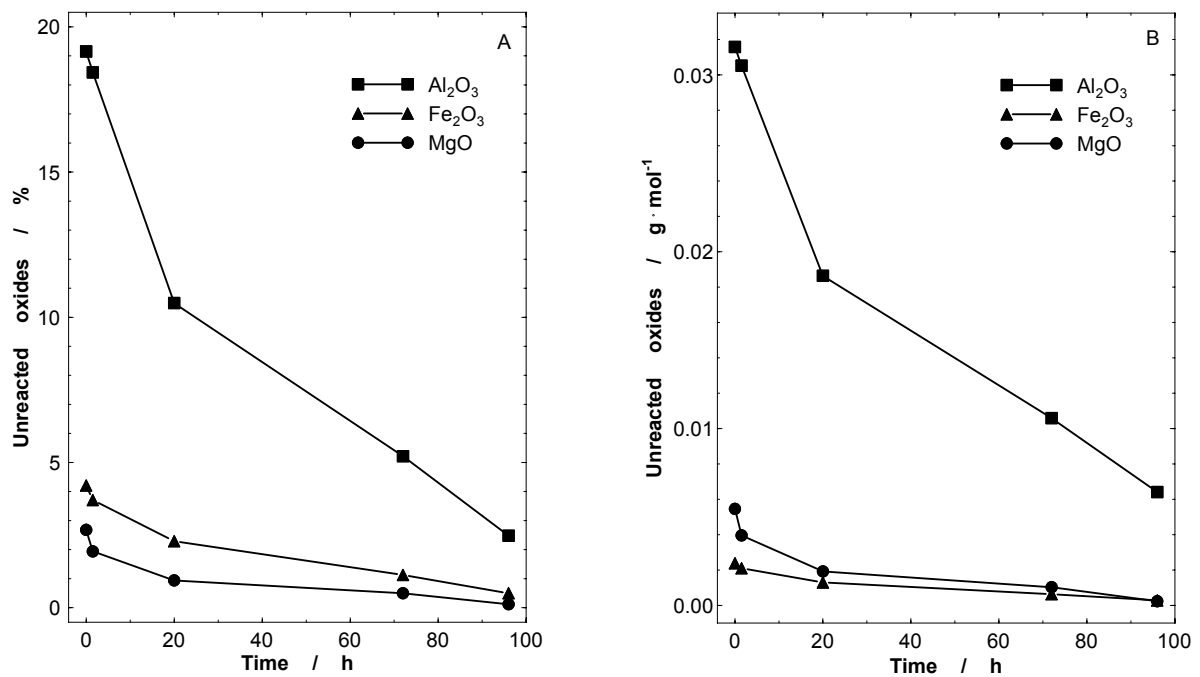 A
Al₂O₃
Fe₂O₃
MgO
20
15
10
5
0
Unreacted oxides / %
0 20 40 60 80 100
Time / h
B
Al₂O₃
Fe₂O₃
MgO
0.03
0.02
0.01
0.00
Unreacted oxides / g · mol⁻¹
0 20 40 60 80 100
Time / h